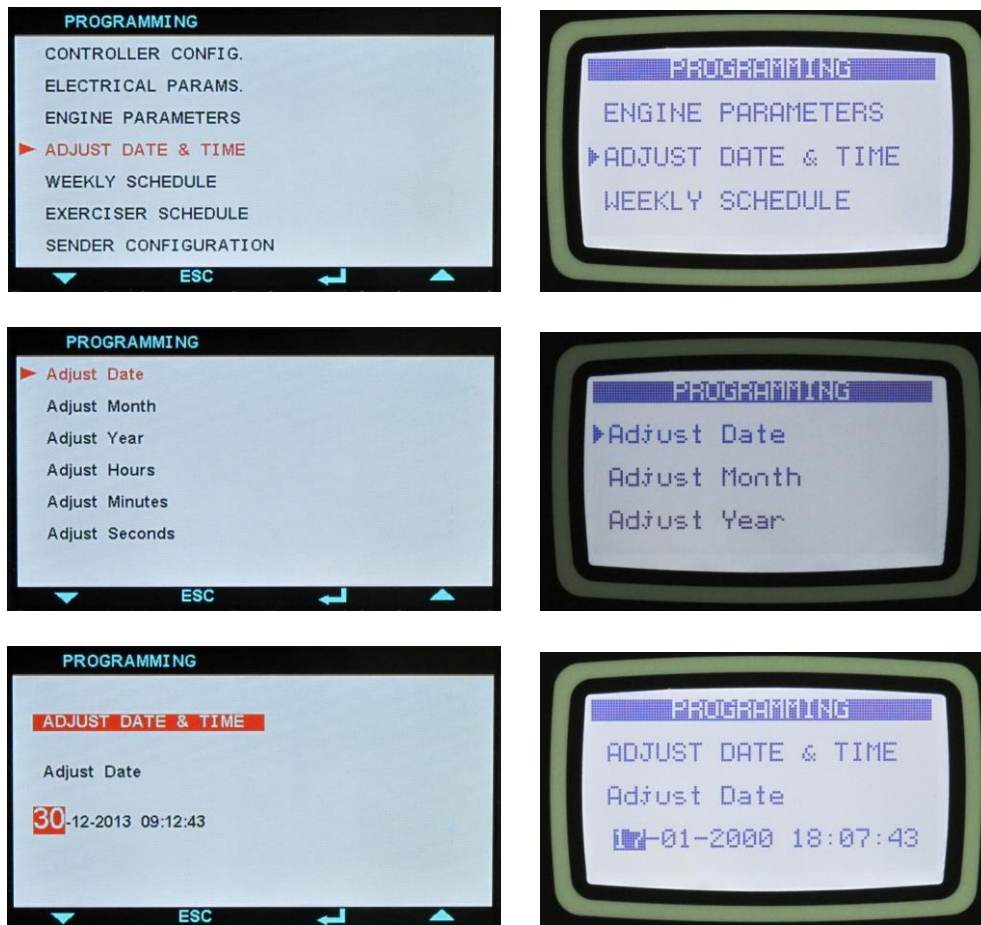 PROGRAMMING
CONTROLLER CONFIG.
ELECTRICAL PARAMS.
ENGINE PARAMETERS
ADJUST DATE & TIME
WEEKLY SCHEDULE
EXERCISER SCHEDULE
SENDER CONFIGURATION
ESC
PROGRAMMING
ENGINE PARAMETERS
ADJUST DATE & TIME
WEEKLY SCHEDULE
PROGRAMMING
Adjust Date
Adjust Month
Adjust Year
Adjust Hours
Adjust Minutes
Adjust Seconds
ESC
PROGRAMMING
Adjust Date
Adjust Month
Adjust Year
PROGRAMMING
ADJUST DATE & TIME
Adjust Date
30-12-2013 09:12:43
ESC
PROGRAMMING
ADJUST DATE & TIME
Adjust Date
-01-2000 18:07:43